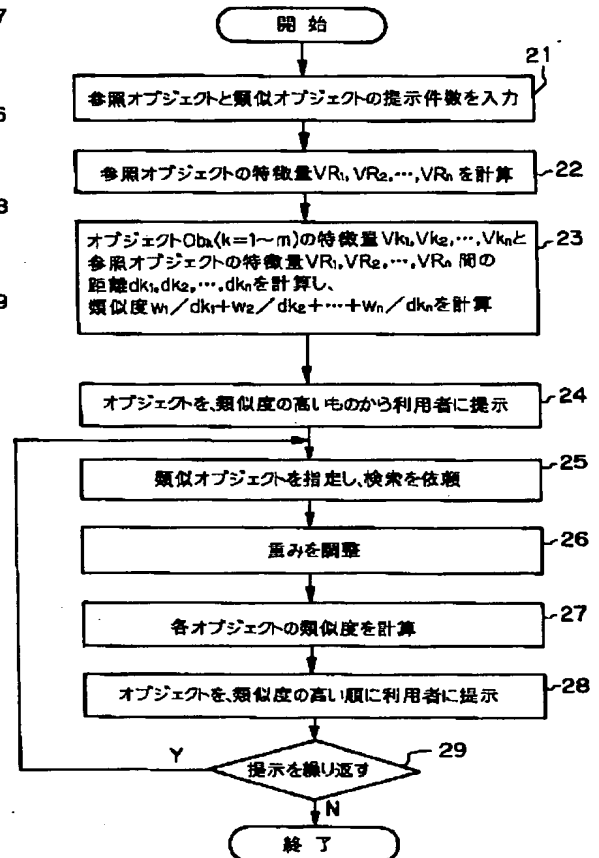 開始
21
参照オブジェクトと類似オブジェクトの提示件数を入力
参照オブジェクトの特徴量VR₁,VR₂,…,VRₙを計算
22
オブジェクトObₖ(k=1~m)の特徴量Vk₁,Vk₂,…,Vkₙと
参照オブジェクトの特徴量VR₁,VR₂,…,VRₙ間の
距離dk₁,dk₂,…,dkₙを計算し、
類似度w₁/dk₁+w₂/dk₂+…+wₙ/dkₙを計算
23
オブジェクトを、類似度の高いものから利用者に提示
24
類似オブジェクトを指定し、検索を依頼
25
重みを調整
26
各オブジェクトの類似度を計算
27
オブジェクトを、類似度の高い順に利用者に提示
28
提示を繰り返す
29
Y
N
終了